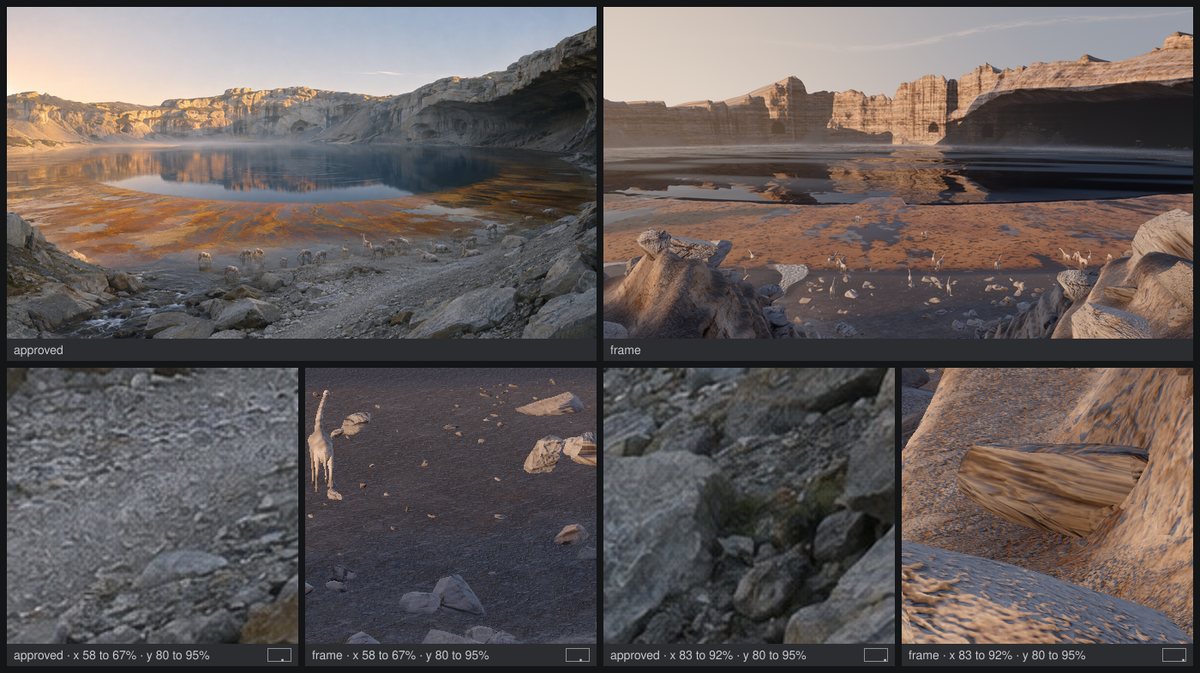 approved
frame
approved · x 58 to 67% · y 80 to 95%
frame · x 58 to 67% · y 80 to 95%
approved · x 83 to 92% · y 80 to 95%
frame · x 83 to 92% · y 80 to 95%